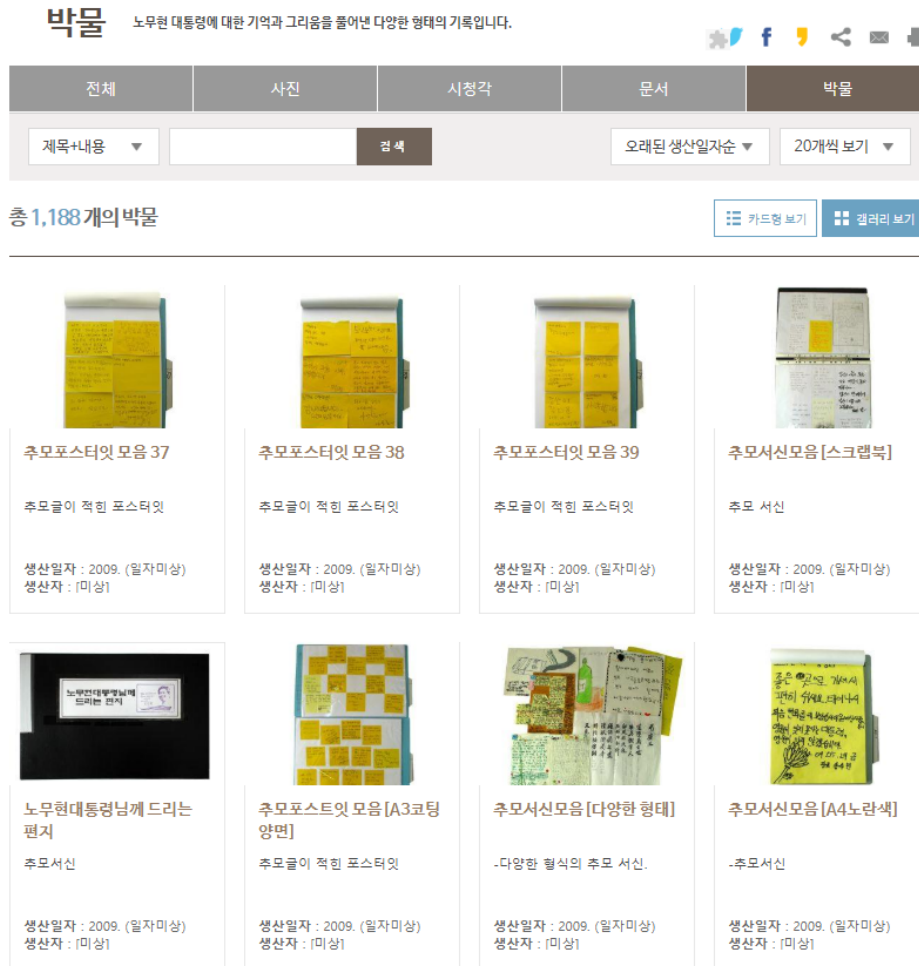 박물 노무현 대통령에 대한 기억과 그리움을 풀어낸 다양한 형태의 기록입니다.
전체 사진 시청각 문서 박물
제목+내용 ▼ 검색 오래된 생산일자순 ▼ 20개씩 보기 ▼
총 1,188 개의 박물 카드형 보기 갤러리 보기
추모포스터잇 모음 37
추모글이 적힌 포스터잇
생산일자 : 2009. (일자미상)
생산자 : [미상]
추모포스터잇 모음 38
추모글이 적힌 포스터잇
생산일자 : 2009. (일자미상)
생산자 : [미상]
추모포스터잇 모음 39
추모글이 적힌 포스터잇
생산일자 : 2009. (일자미상)
생산자 : [미상]
추모서신모음 [스크랩북]
추모 서신
생산일자 : 2009. (일자미상)
생산자 : [미상]
노무현대통령님께
드리는 편지
노무현대통령님께 드리는
편지
추모서신
생산일자 : 2009. (일자미상)
생산자 : [미상]
추모포스트잇 모음 [A3코팅
양면]
추모글이 적힌 포스터잇
생산일자 : 2009. (일자미상)
생산자 : [미상]
추모서신모음 [다양한 형태]
-다양한 형식의 추모 서신.
생산일자 : 2009. (일자미상)
생산자 : [미상]
좋은 곳으로 가셔서
추모서신모음 [A4노란색]
-추모서신
생산일자 : 2009. (일자미상)
생산자 : [미상]